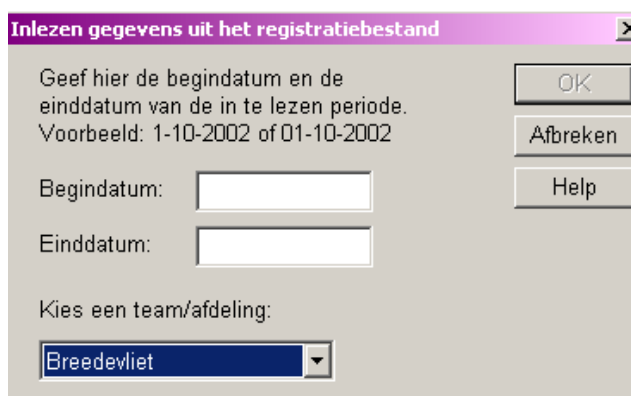 Inlezen gegevens uit het registratiebestand
Geef hier de begindatum en de
einddatum van de in te lezen periode.
Voorbeeld: 1-10-2002 of 01-10-2002
OK
Afbreken
Help
Begindatum:
Einddatum:
Kies een team/afdeling:
Breedevliet